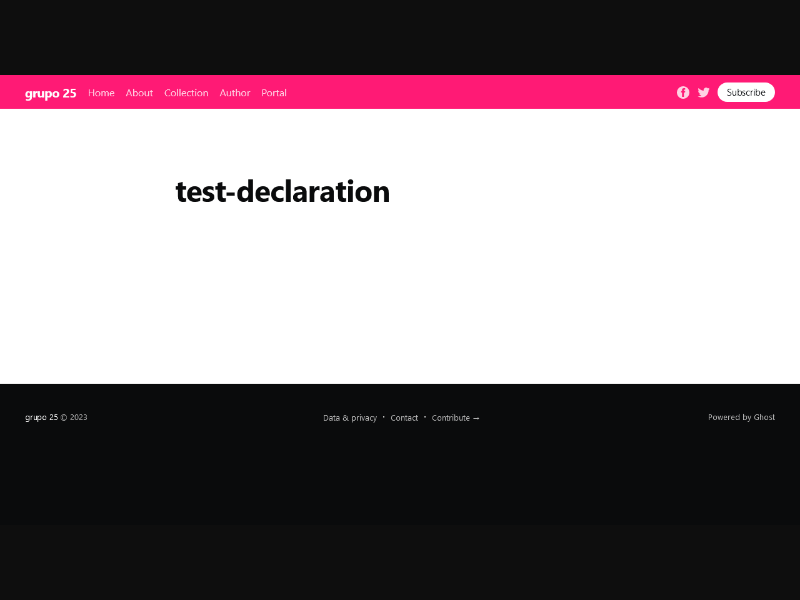 grupo 25 Home About Collection Author Portal Subscribe
test-declaration
grupo 25 © 2023 Data & privacy • Contact • Contribute → Powered by Ghost